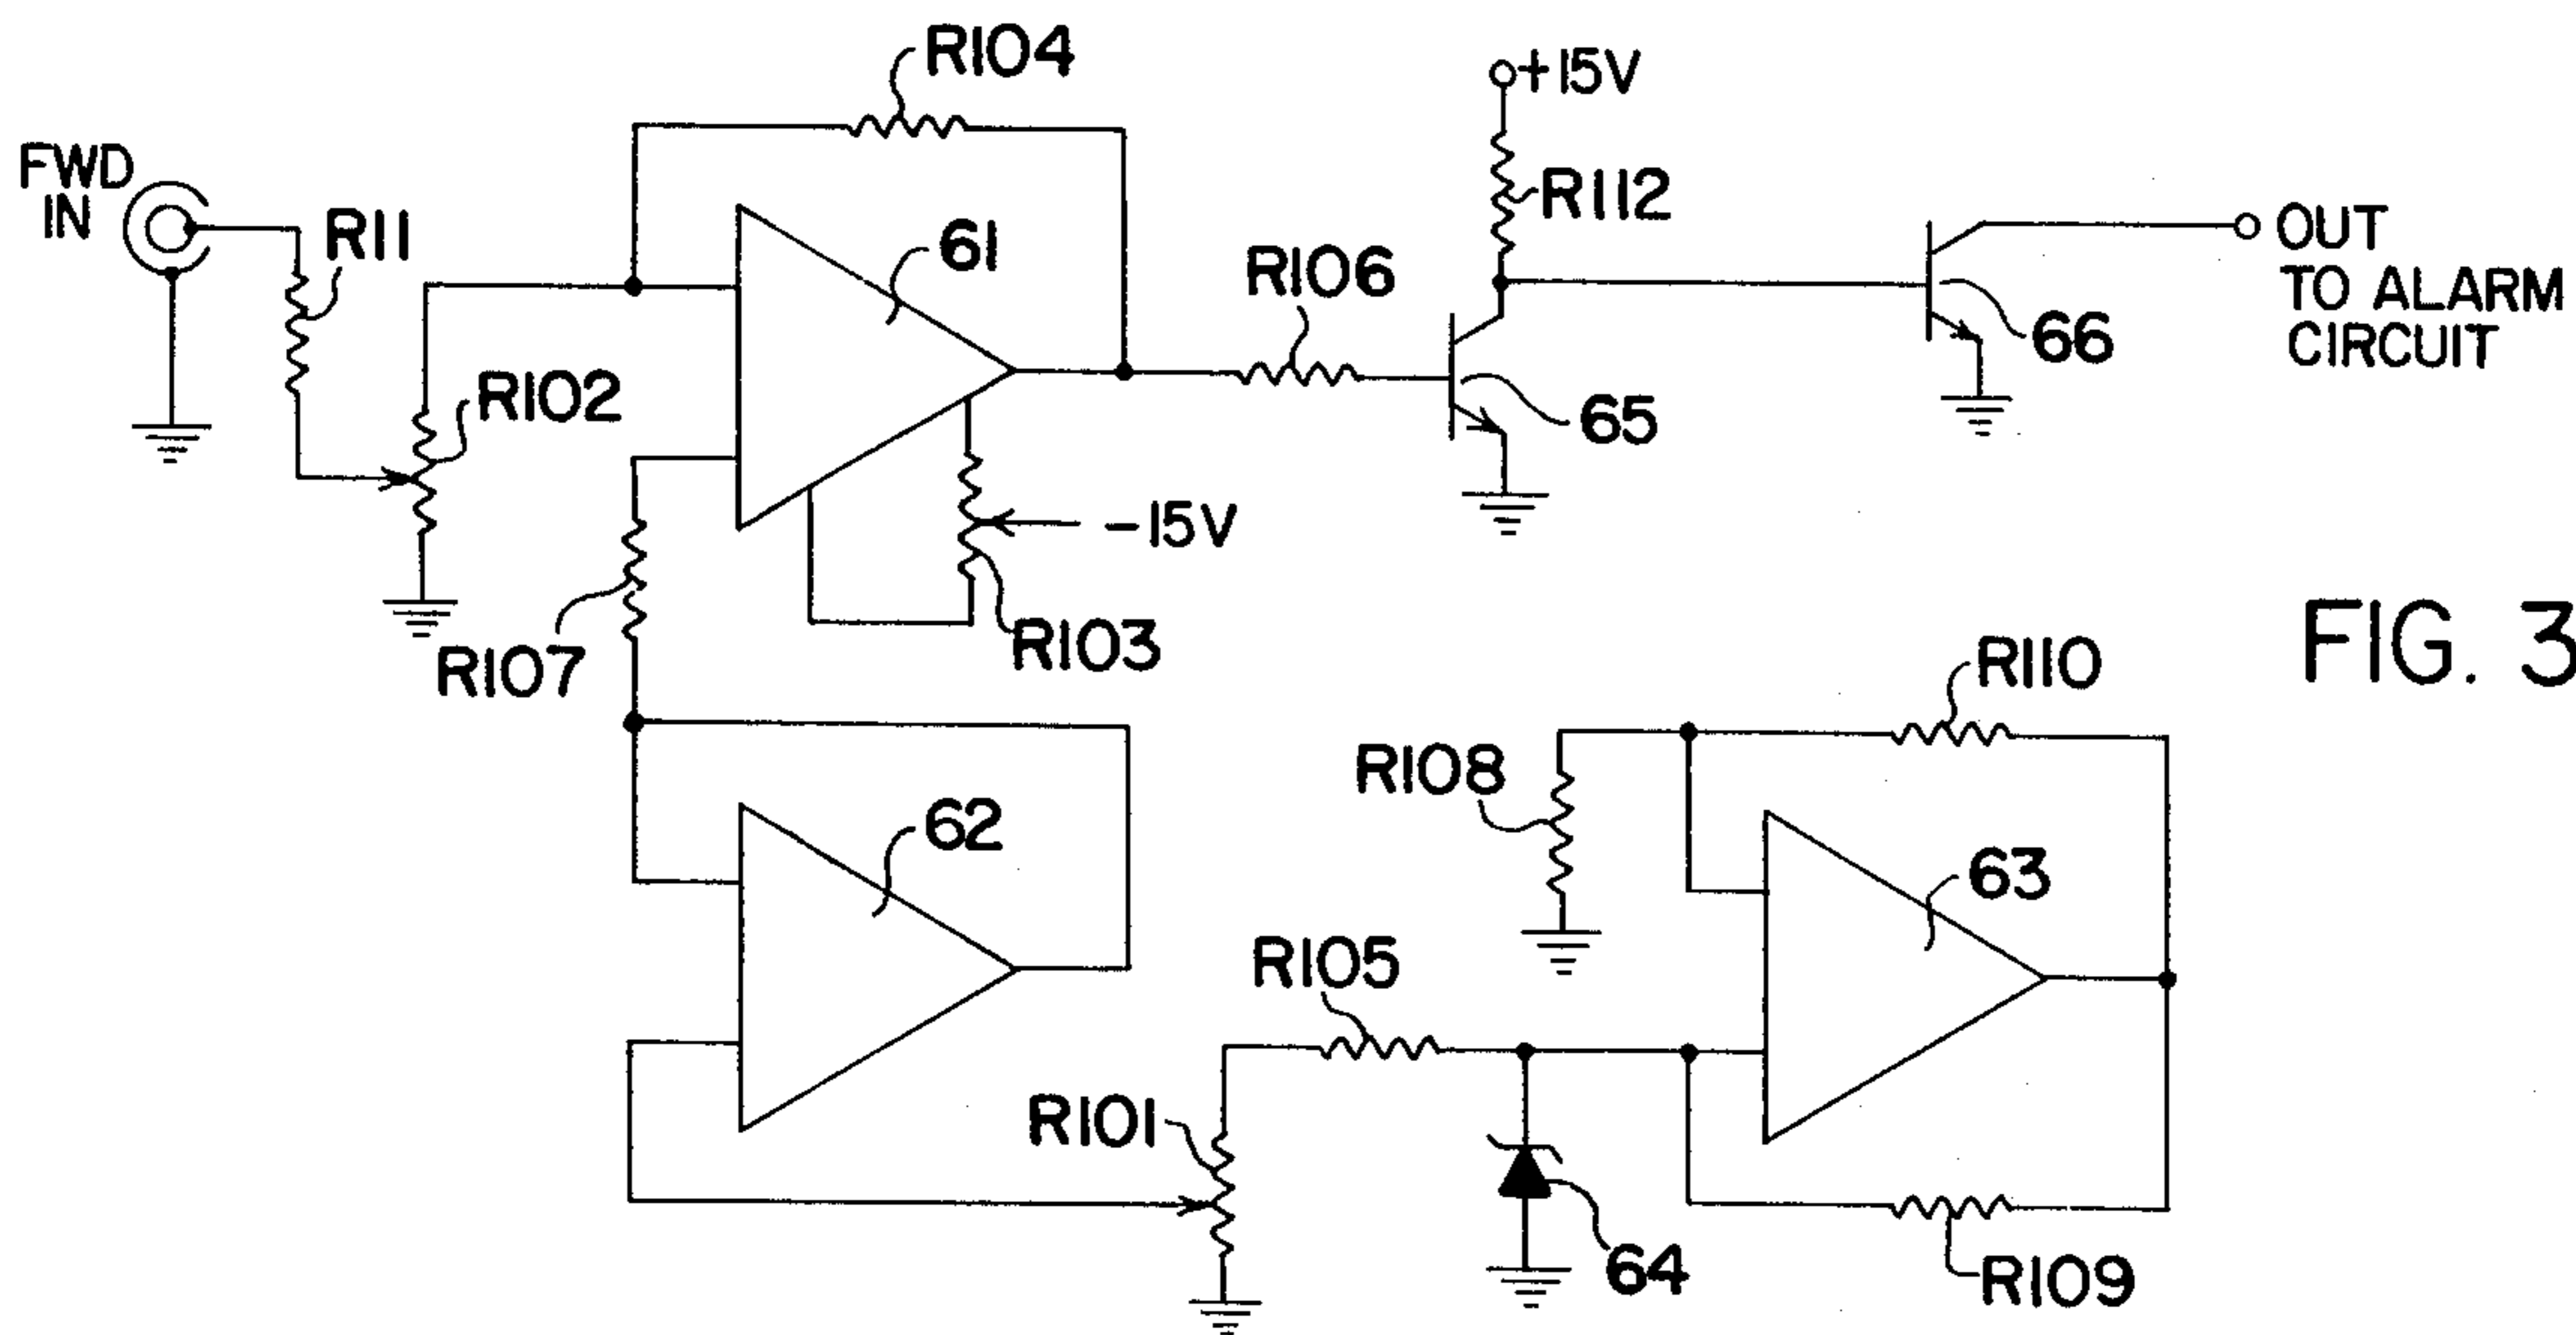 R104
+15V
FWD
IN
R11
61
R112
R106
OUT
TO ALARM
CIRCUIT
66
R102
65
-15V
R107
R103
FIG. 3
R110
R108
62
63
R105
R101
64
R109